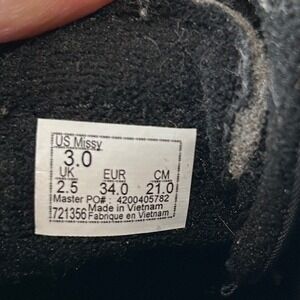 US Missy
3.0
UK EUR CM
2.5 34.0 21.0
Master PO# : 4200405782
Made in Vietnam
721356 Fabrique en Vietnam